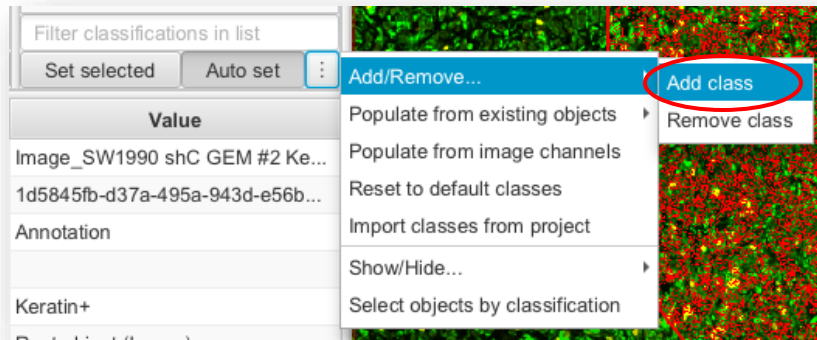 Filter classifications in list
Set selected
Auto set
⋮
Value
Image_SW1990 shC GEM #2 Ke...
1d5845fb-d37a-495a-943d-e56b...
Annotation
Keratin+
Add/Remove...
Populate from existing objects
Populate from image channels
Reset to default classes
Import classes from project
Show/Hide...
Select objects by classification
Add class
Remove class